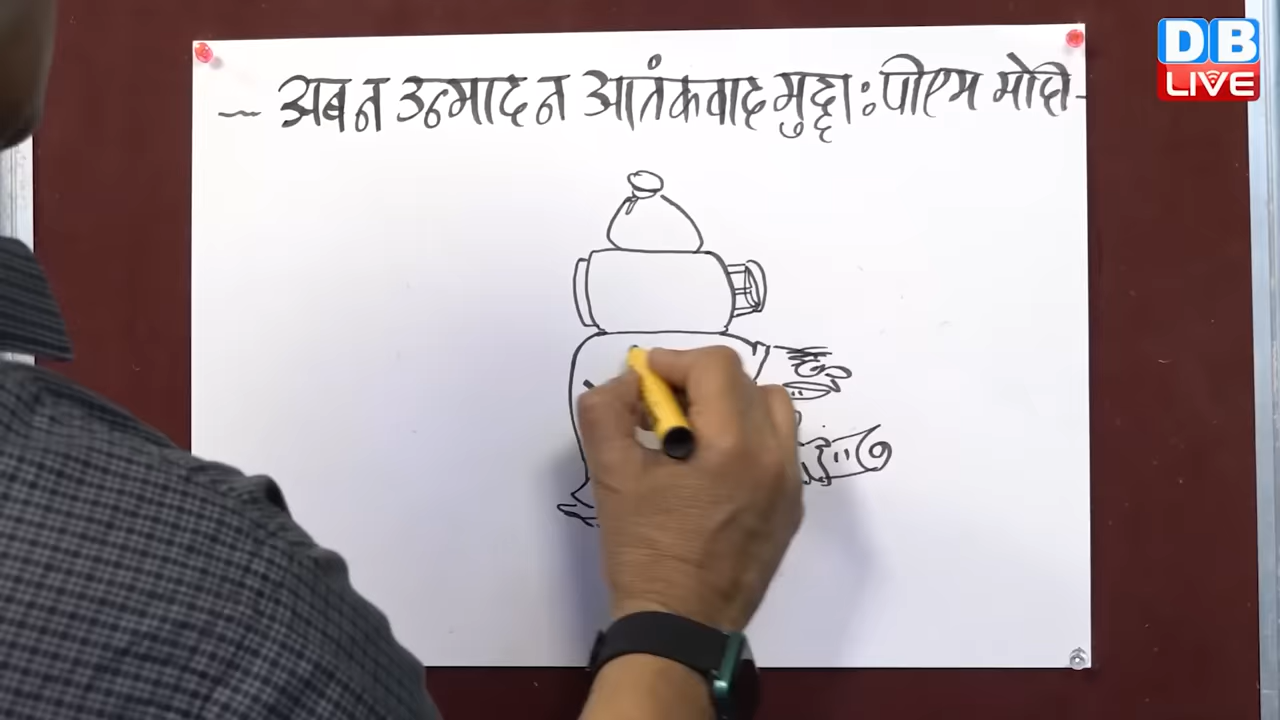 -- अब न उन्माद न आतंकवाद मुद्दा : पीएम मोदी -
DB
LIVE